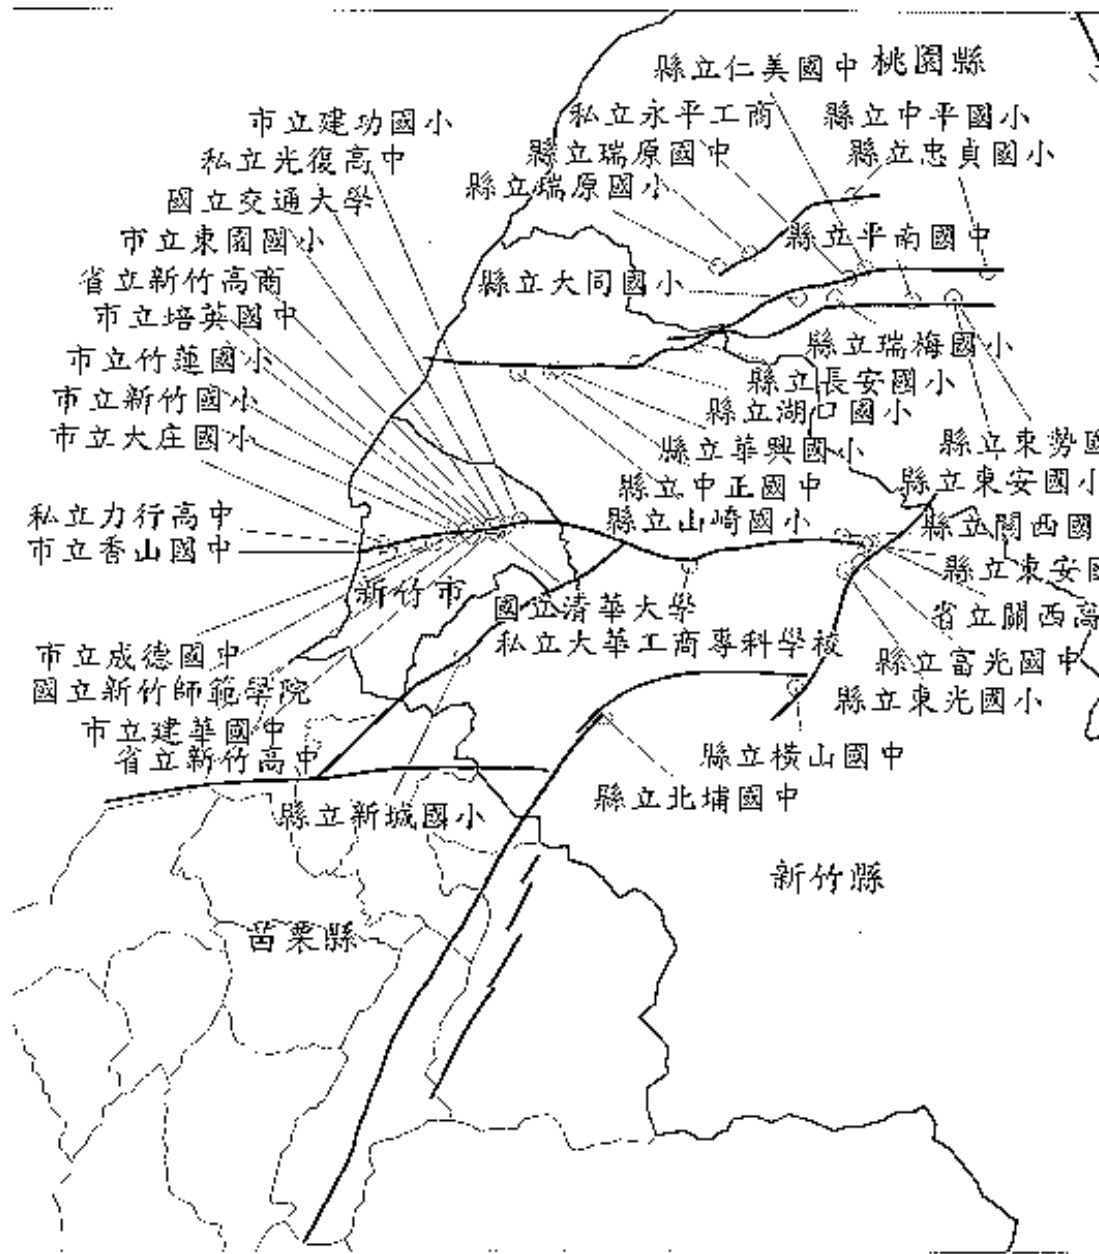 縣立仁美國中
桃園縣
市立建功國小
私立永平工商
縣立中平國小
私立光復高中
縣立瑞原國中
縣立忠貞國小
國立交通大學
縣立瑞原國小
市立東園國小
縣立平南國中
省立新竹高商
縣立大同國小
市立培英國中
縣立瑞梅國小
市立竹蓮國小
縣立長安國小
市立新竹國小
縣立湖口國小
市立大庄國小
縣立華興國小
縣立東勢國
縣立中正國中
縣立東安國小
私立力行高中
縣立山崎國小
縣立關西國
市立香山國中
縣立東安國
新竹市
國立清華大學
省立關西高
私立大華工商專科學校
市立成德國中
縣立富光國中
國立新竹師範學院
縣立東光國小
市立建華國中
省立新竹高中
縣立橫山國中
縣立北埔國中
縣立新城國小
新竹縣
苗栗縣